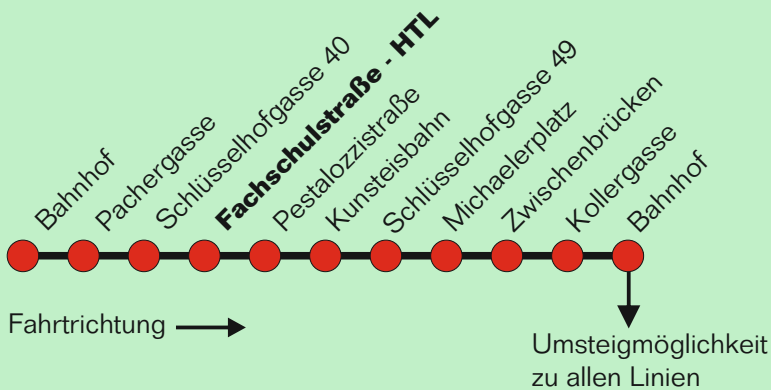 Bahnhof
Pachergasse
Schlüsselhofgasse 40
Fachschulstraße - HTL
Pestalozzistraße
Kunsteisbahn
Schlüsselhofgasse 49
Michaelerplatz
Zwischenbrücken
Kollergasse
Bahnhof
Fahrtrichtung
Umsteigmöglichkeit
zu allen Linien